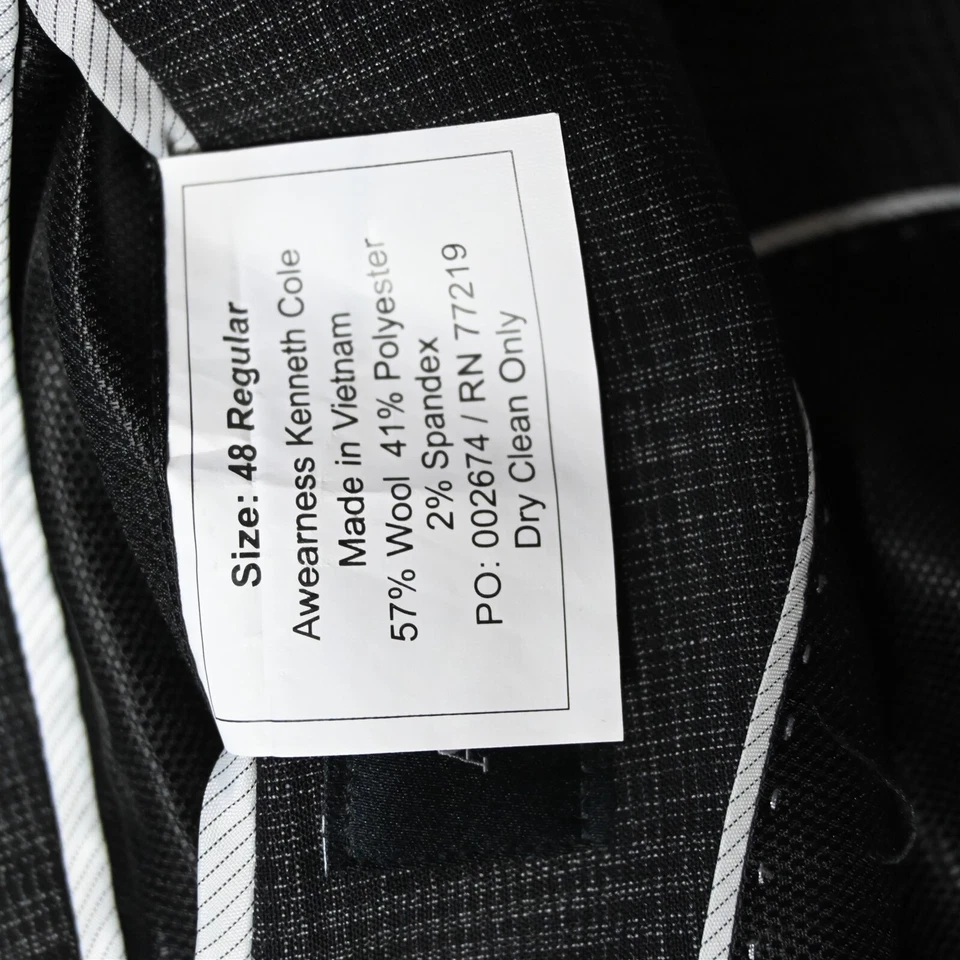 Size: 48 Regular
Awearness Kenneth Cole
Made in Vietnam
57% Wool 41% Polyester
2% Spandex
PO: 002674 / RN 77219
Dry Clean Only